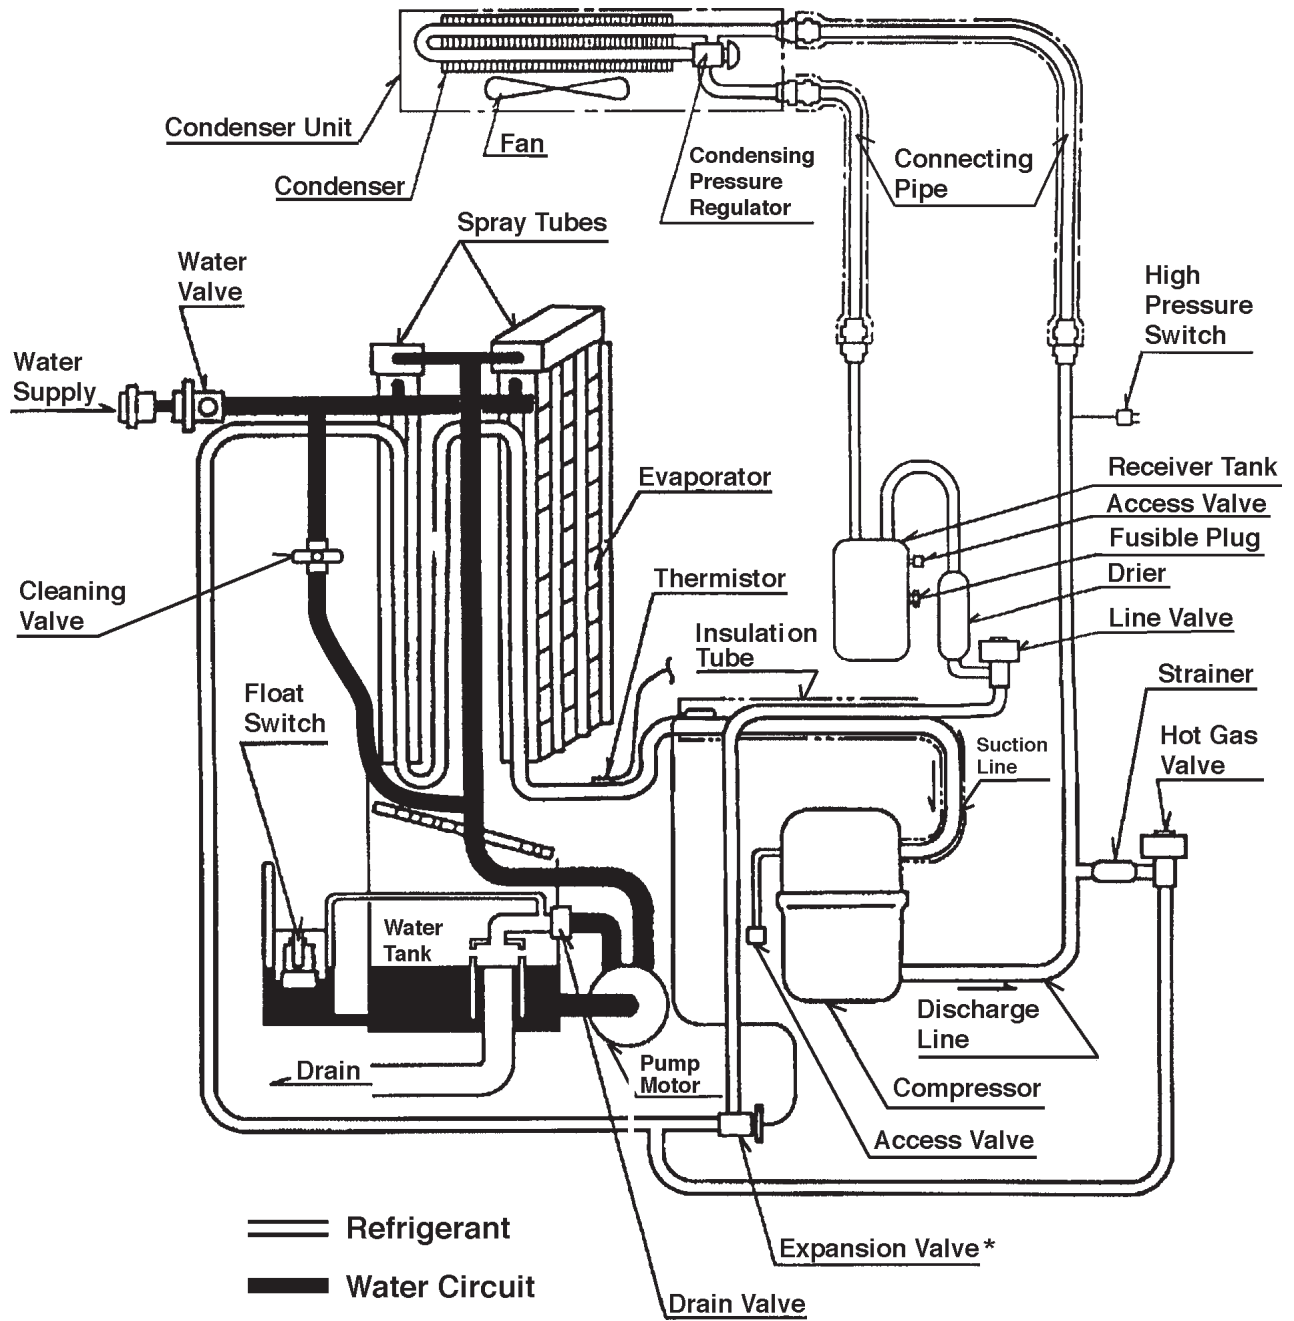 Condenser Unit
Fan
Condenser
Condensing
Pressure
Regulator
Connecting
Pipe
Spray Tubes
Water
Valve
High
Pressure
Switch
Water
Supply
Evaporator
Receiver Tank
Access Valve
Fusible Plug
Drier
Line Valve
Cleaning
Valve
Thermistor
Insulation
Tube
Strainer
Float
Switch
Suction
Line
Hot Gas
Valve
Water
Tank
Discharge
Line
Drain
Pump
Motor
Compressor
Access Valve
Refrigerant
Expansion Valve*
Water Circuit
Drain Valve